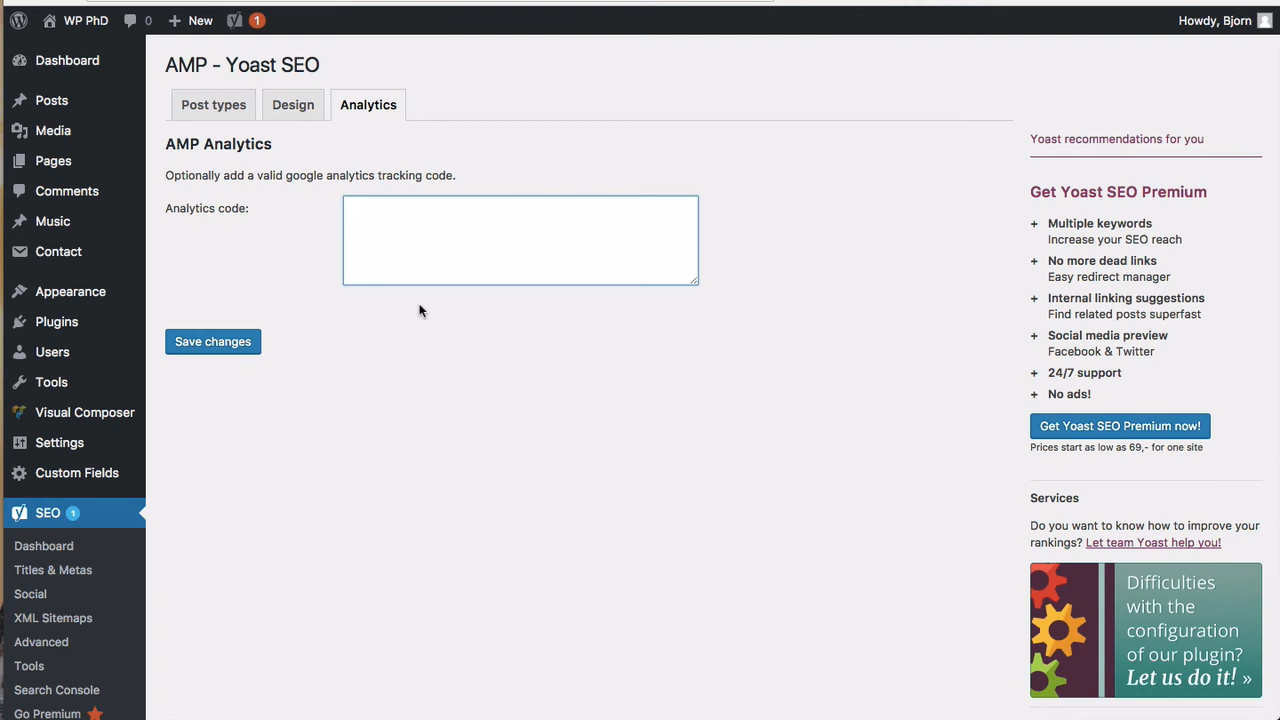 WP PhD
0
New
1
Howdy, Bjorn
Dashboard
Posts
Media
Pages
Comments
Music
Contact
Appearance
Plugins
Users
Tools
Visual Composer
Settings
Custom Fields
SEO 1
Dashboard
Titles & Metas
Social
XML Sitemaps
Advanced
Tools
Search Console
Go Premium
AMP - Yoast SEO
Post types
Design
Analytics
AMP Analytics
Optionally add a valid google analytics tracking code.
Analytics code:
Save changes
Yoast recommendations for you
Get Yoast SEO Premium
+ Multiple keywords
Increase your SEO reach
+ No more dead links
Easy redirect manager
+ Internal linking suggestions
Find related posts superfast
+ Social media preview
Facebook & Twitter
+ 24/7 support
+ No ads!
Get Yoast SEO Premium now!
Prices start as low as 69,- for one site
Services
Do you want to know how to improve your
rankings? Let team Yoast help you!
Difficulties
with the
configuration
of our plugin?
Let us do it! »